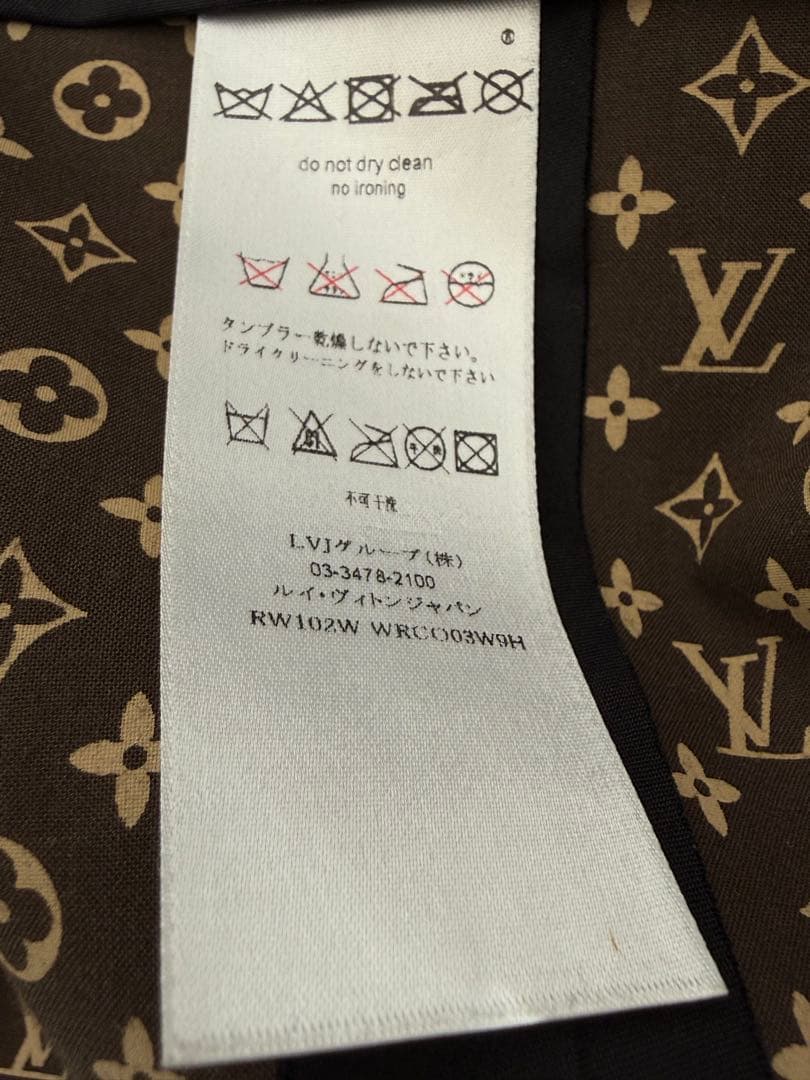 do not dry clean
no ironing
タンブラー乾燥しないで下さい。
ドライクリーニングをしないで下さい
不可干洗
LVJグループ(株)
03-3478-2100
ルイ・ヴィトンジャパン
RW102W WRCO03W9H
LV
LV